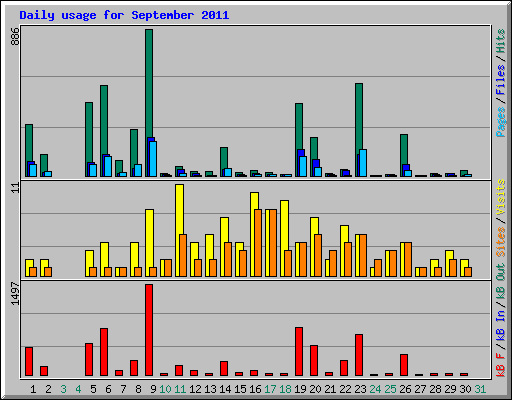 Daily usage for September 2011
886
Pages / Files / Hits
11
Sites / Visits
1497
kB F / kB In / kB Out
1 2 3 4 5 6 7 8 9 10 11 12 13 14 15 16 17 18 19 20 21 22 23 24 25 26 27 28 29 30 31